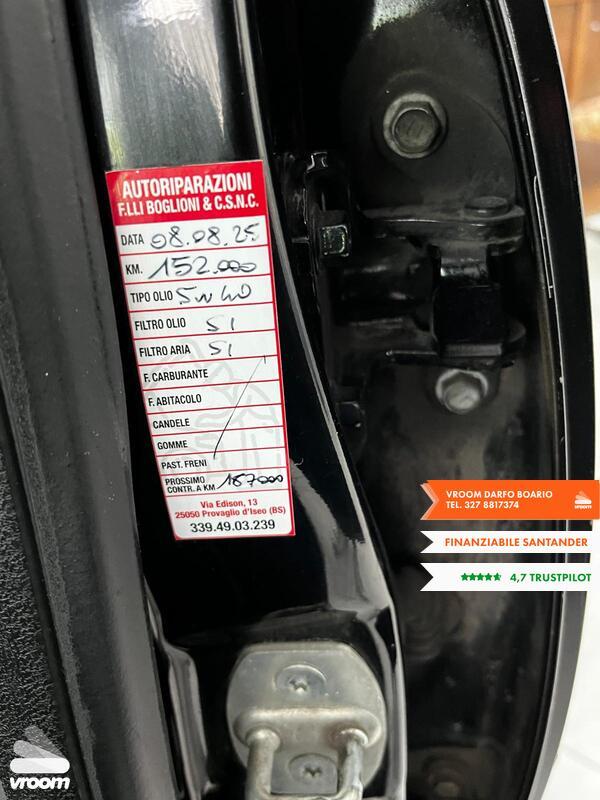 AUTORIPARAZIONI
F.LLI BOGLIONI & C.S.N.C.
DATA 08.08.25
KM. 152.000
TIPO OLIO 5W40
FILTRO OLIO SI
FILTRO ARIA SI
F. CARBURANTE
F. ABITACOLO
CANDELE
GOMME
PAST. FRENI
PROSSIMO
CONTR. A KM 167000
Via Edison, 13
25050 Provaglio d'Iseo (BS)
339.49.03.239
VROOM DARFO BOARIO
TEL. 327 8817374
vroom
FINANZIABILE SANTANDER
4,7 TRUSTPILOT
vroom